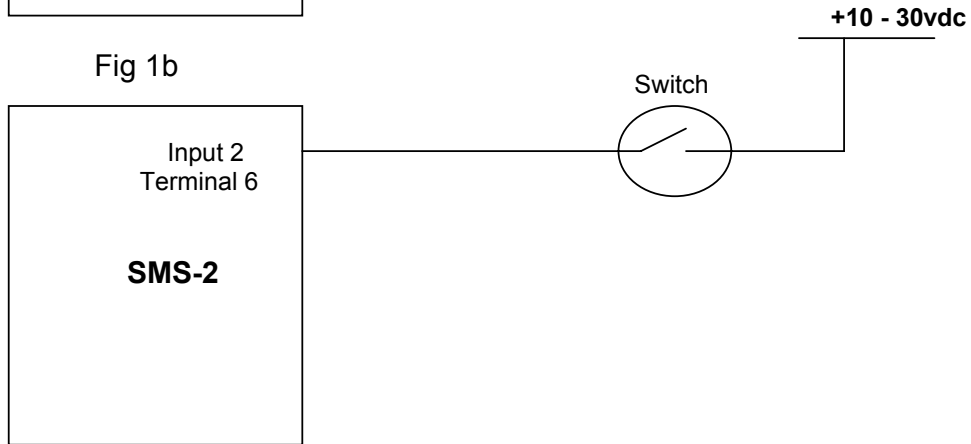 +10 - 30vdc
Fig 1b
Switch
Input 2
Terminal 6
SMS-2